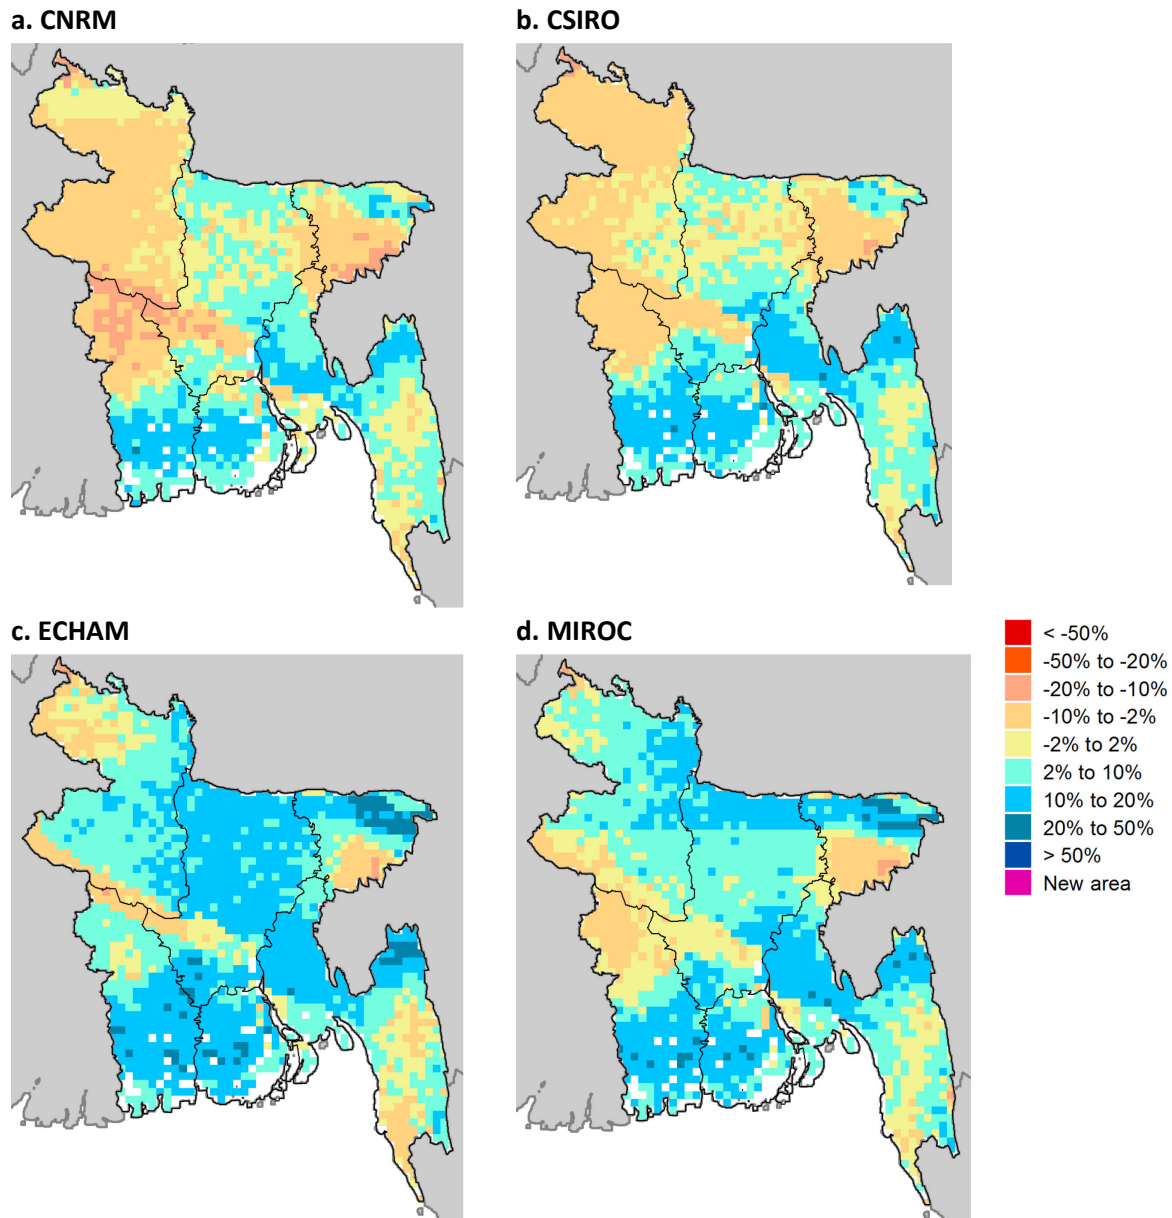 a. CNRM
b. CSIRO
c. ECHAM
d. MIROC
< -50%
-50% to -20%
-20% to -10%
-10% to -2%
-2% to 2%
2% to 10%
10% to 20%
20% to 50%
> 50%
New area